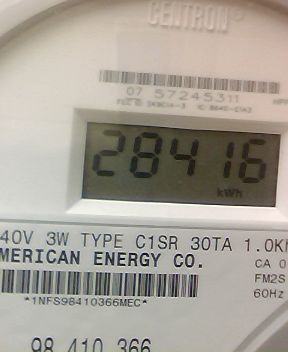 CENTRON®
07 57245311
28416
kWh
40V 3W TYPE C1SR 30TA 1.0K
MERICAN ENERGY CO.
CA 0
FM2S
60Hz
*1NFS98410366MEC*
98 410 366